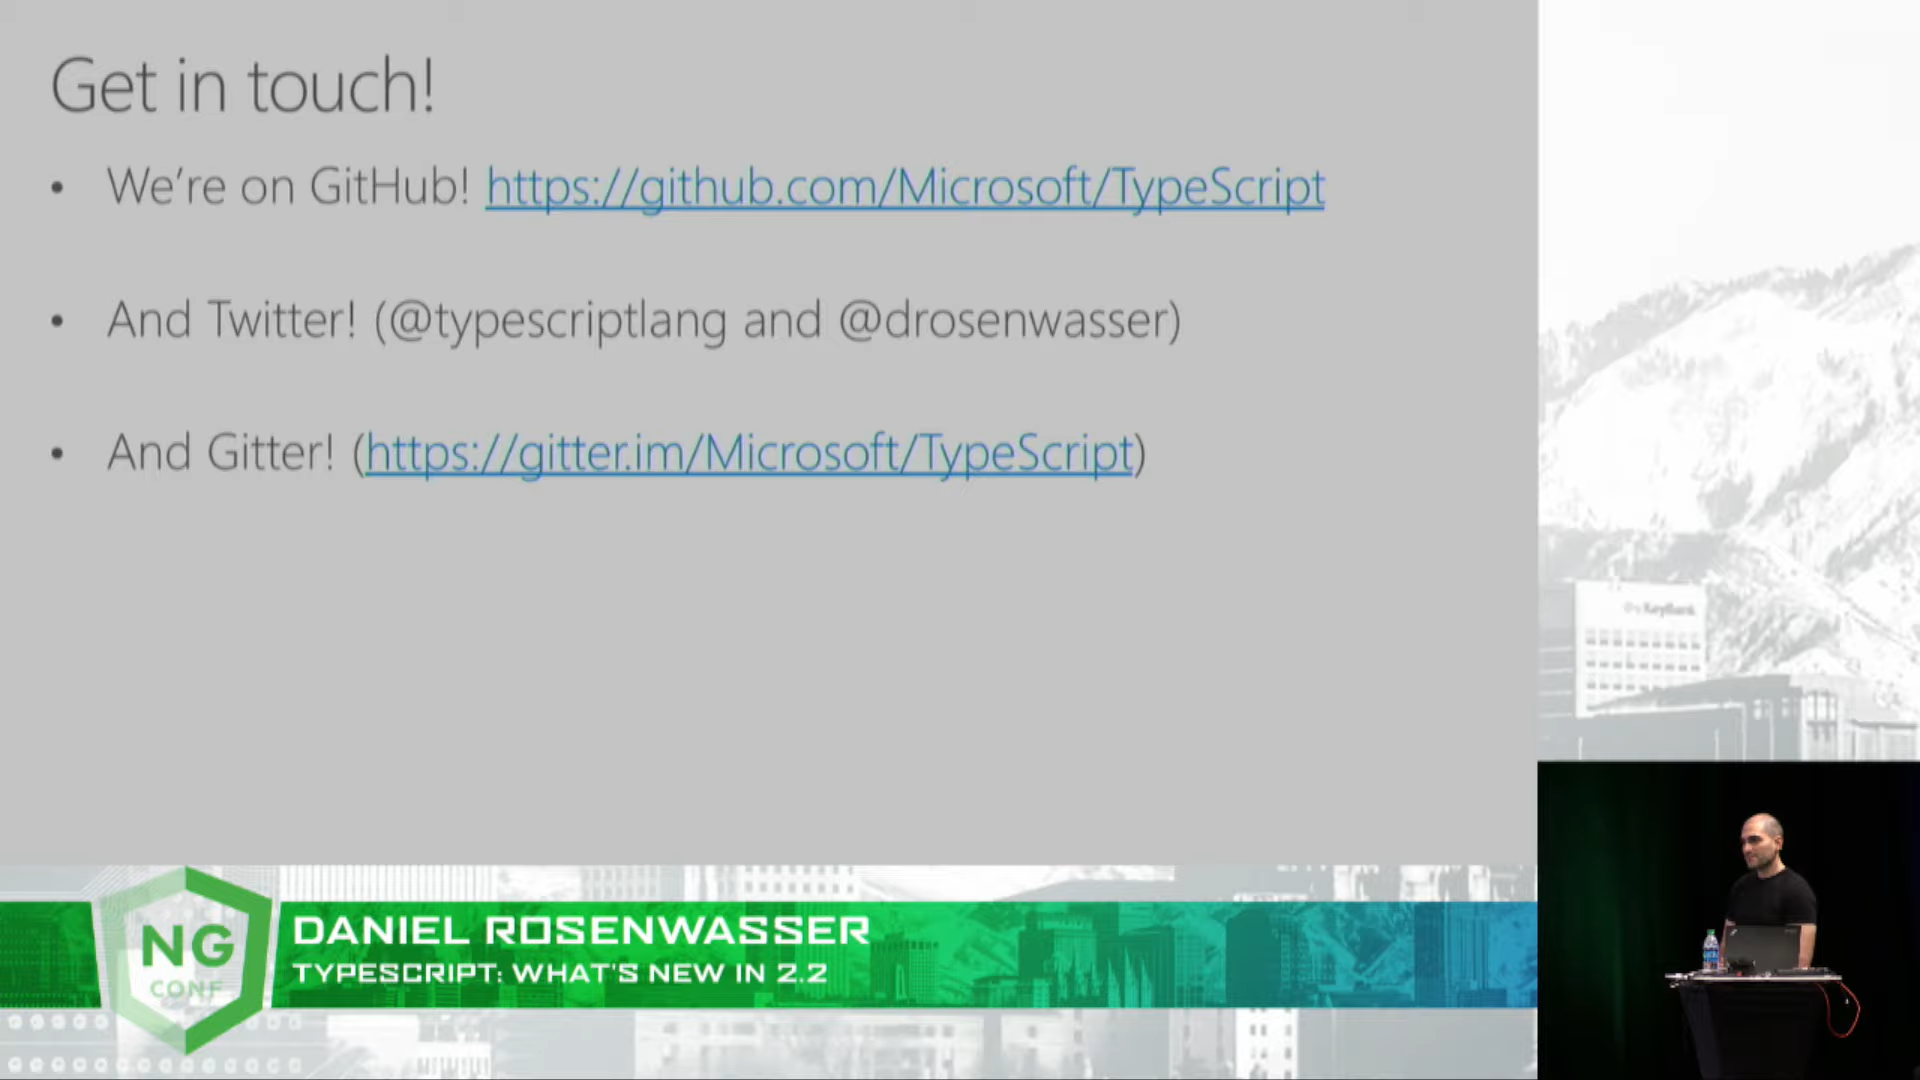 Get in touch!
• We're on GitHub! https://github.com/Microsoft/TypeScript
• And Twitter! (@typescriptlang and @drosenwasser)
• And Gitter! (https://gitter.im/Microsoft/TypeScript)
KeyBank
NG
CONF
DANIEL ROSENWASSER
TYPESCRIPT: WHAT'S NEW IN 2.2